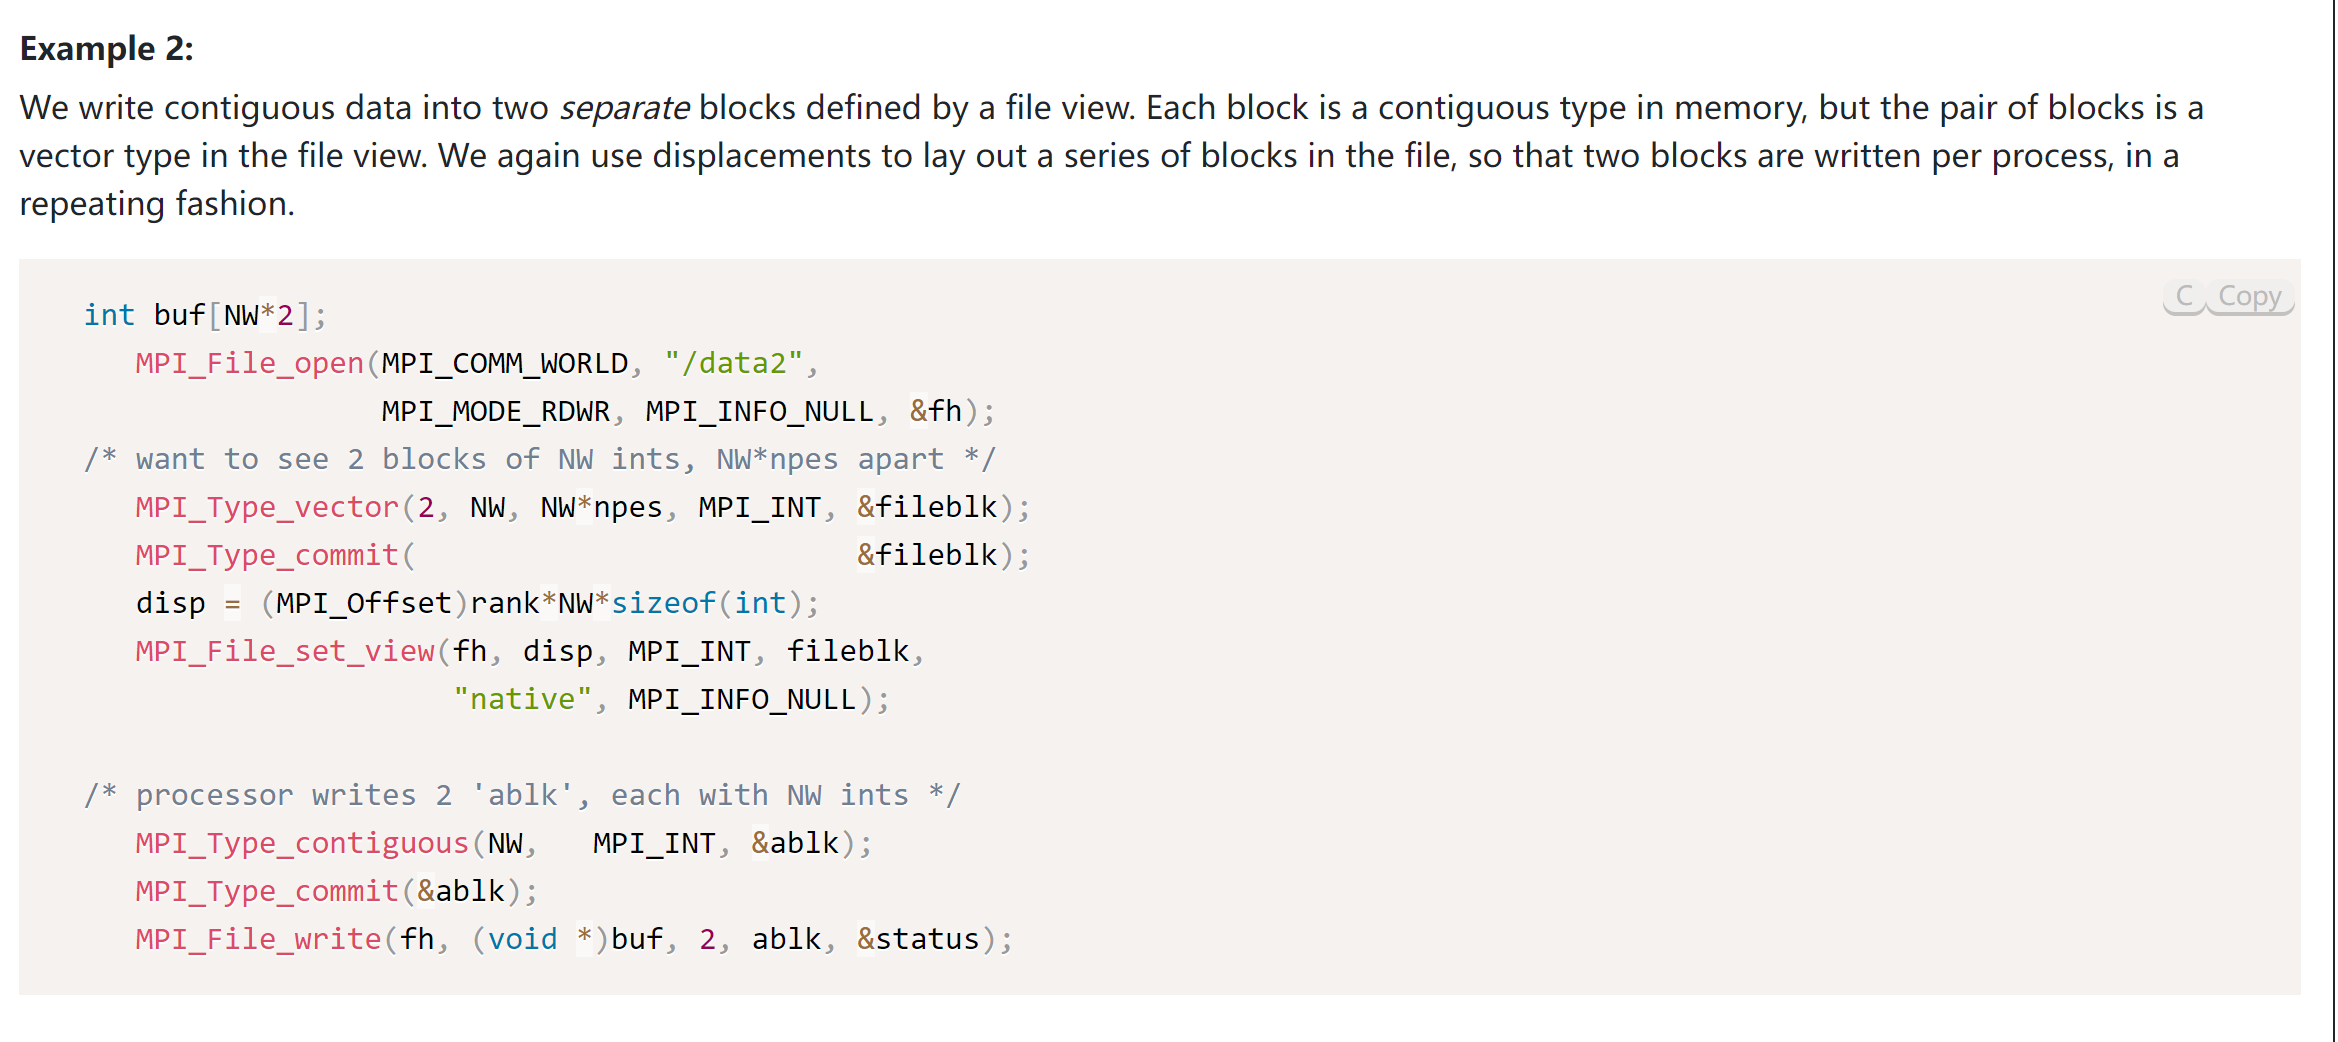 Example 2:
We write contiguous data into two separate blocks defined by a file view. Each block is a contiguous type in memory, but the pair of blocks is a
vector type in the file view. We again use displacements to lay out a series of blocks in the file, so that two blocks are written per process, in a
repeating fashion.
C Copy
int buf[NW*2];
   MPI_File_open(MPI_COMM_WORLD, "/data2",
                 MPI_MODE_RDWR, MPI_INFO_NULL, &fh);
/* want to see 2 blocks of NW ints, NW*npes apart */
   MPI_Type_vector(2, NW, NW*npes, MPI_INT, &fileblk);
   MPI_Type_commit(                         &fileblk);
   disp = (MPI_Offset)rank*NW*sizeof(int);
   MPI_File_set_view(fh, disp, MPI_INT, fileblk,
                     "native", MPI_INFO_NULL);
/* processor writes 2 'ablk', each with NW ints */
   MPI_Type_contiguous(NW,   MPI_INT, &ablk);
   MPI_Type_commit(&ablk);
   MPI_File_write(fh, (void *)buf, 2, ablk, &status);